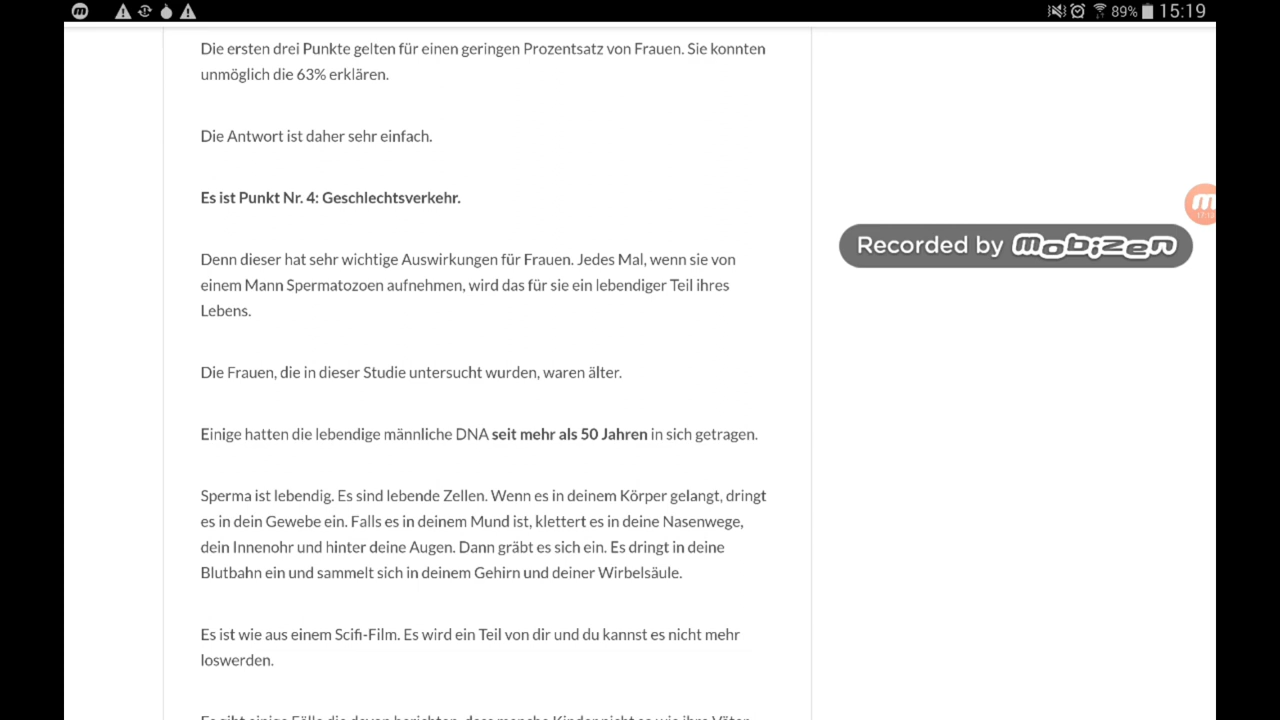 89% 15:19
Die ersten drei Punkte gelten für einen geringen Prozentsatz von Frauen. Sie konnten
unmöglich die 63% erklären.
Die Antwort ist daher sehr einfach.
Es ist Punkt Nr. 4: Geschlechtsverkehr.
Recorded by mobizen
Denn dieser hat sehr wichtige Auswirkungen für Frauen. Jedes Mal, wenn sie von
einem Mann Spermatozoen aufnehmen, wird das für sie ein lebendiger Teil ihres
Lebens.
Die Frauen, die in dieser Studie untersucht wurden, waren älter.
Einige hatten die lebendige männliche DNA seit mehr als 50 Jahren in sich getragen.
Sperma ist lebendig. Es sind lebende Zellen. Wenn es in deinem Körper gelangt, dringt
es in dein Gewebe ein. Falls es in deinem Mund ist, klettert es in deine Nasenwege,
dein Innenohr und hinter deine Augen. Dann gräbt es sich ein. Es dringt in deine
Blutbahn ein und sammelt sich in deinem Gehirn und deiner Wirbelsäule.
Es ist wie aus einem Scifi-Film. Es wird ein Teil von dir und du kannst es nicht mehr
loswerden.